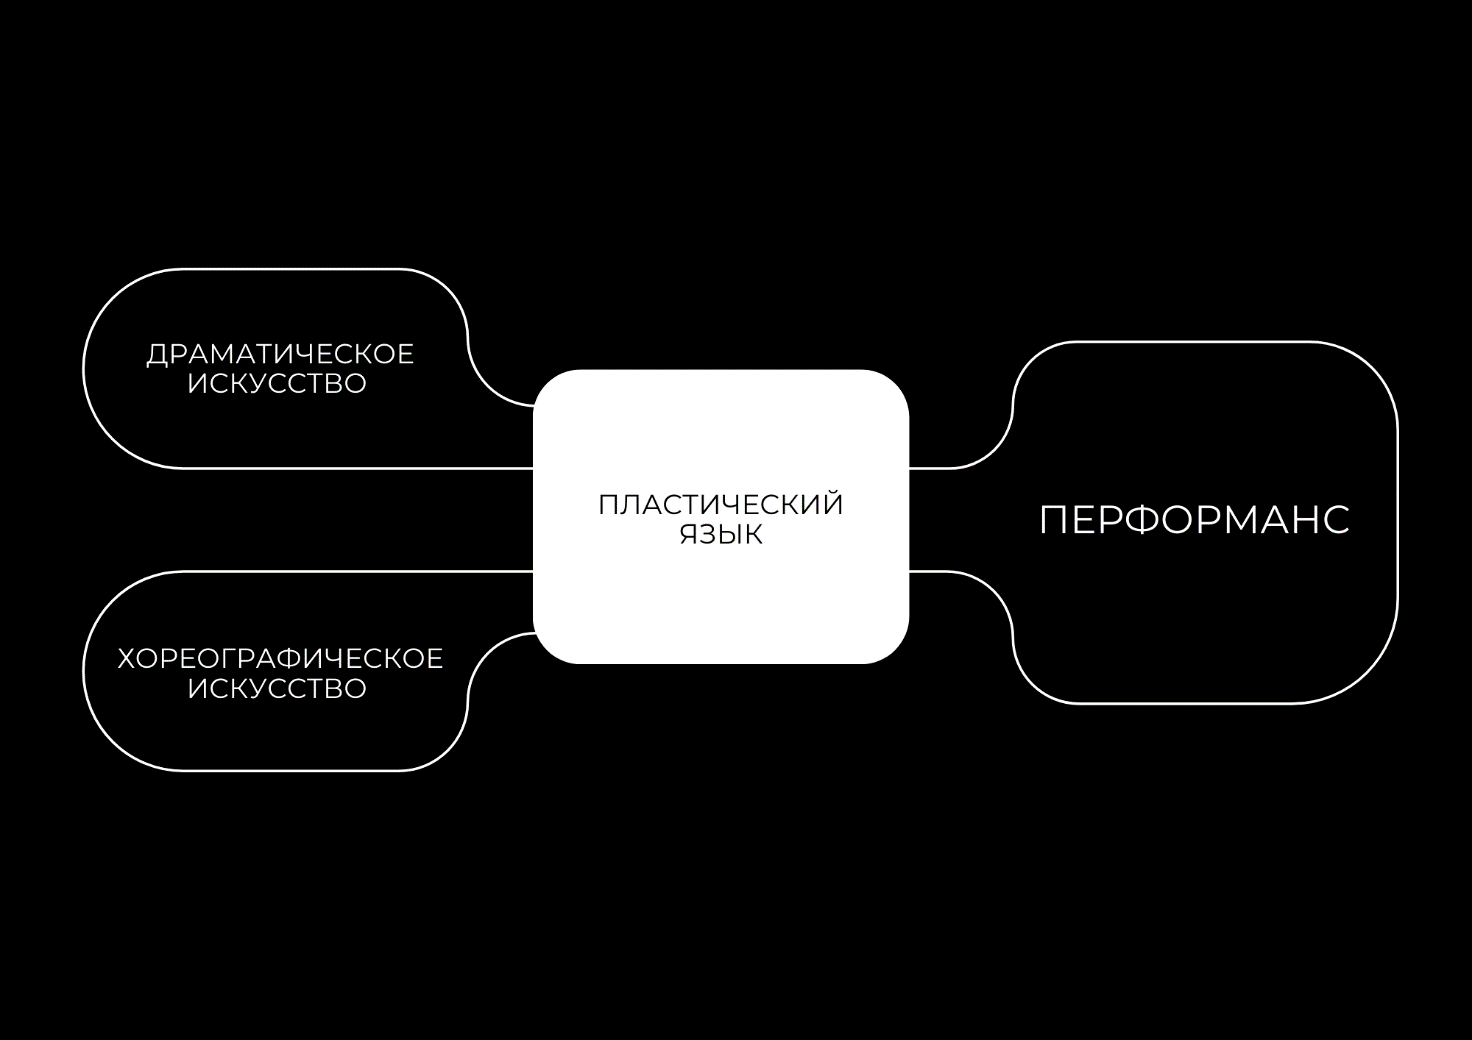 ДРАМАТИЧЕСКОЕ
ИСКУССТВО
ХОРЕОГРАФИЧЕСКОЕ
ИСКУССТВО
ПЛАСТИЧЕСКИЙ
ЯЗЫК
ПЕРФОРМАНС